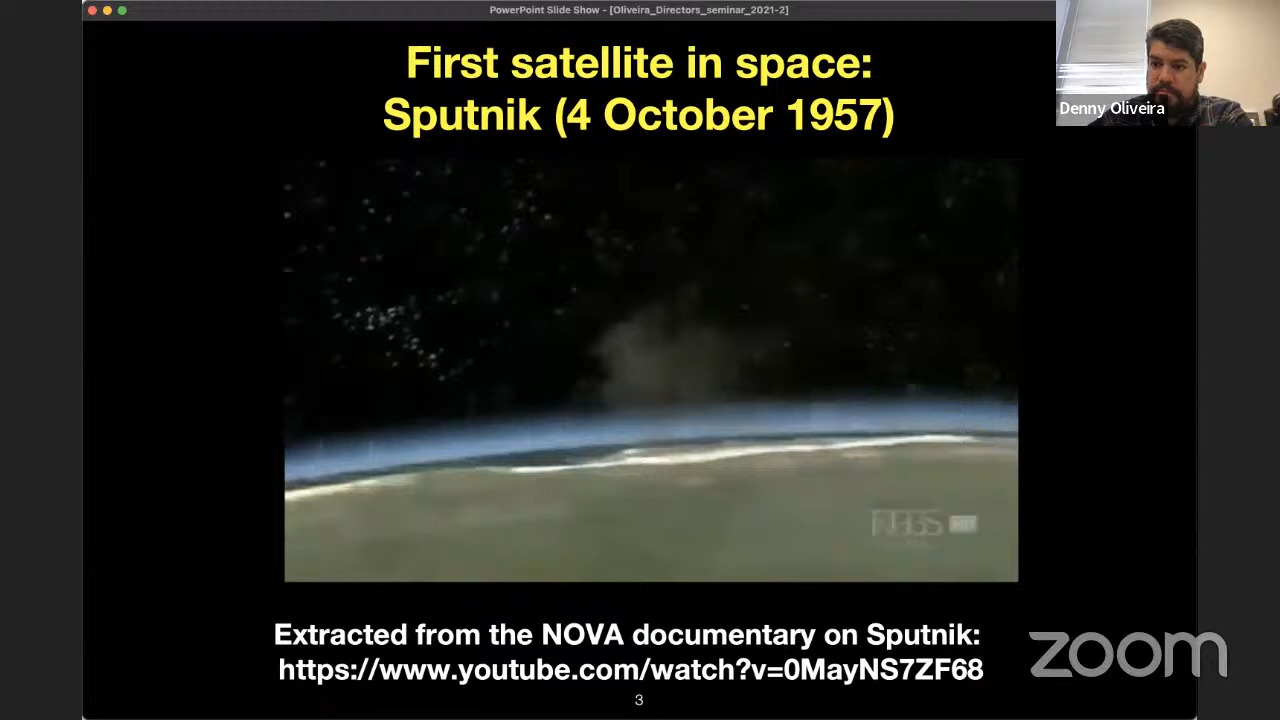 PowerPoint Slide Show - [Oliveira_Directors_seminar_2021-2]
First satellite in space:
Sputnik (4 October 1957)
Denny Oliveira
HD
Extracted from the NOVA documentary on Sputnik:
https://www.youtube.com/watch?v=0MayNS7ZF68
3
zoom